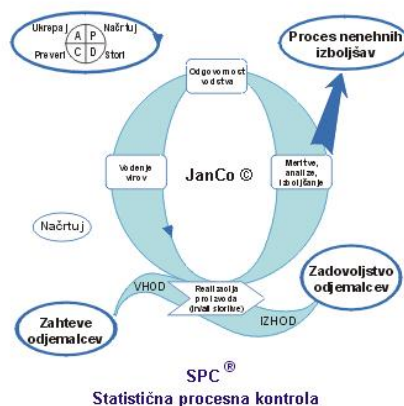 Ukrepaj
Načrtuj
A P
C D
Preveri
Stori
Proces nenehnih
izboljšav
Odgovornost
vodstva
Vodenje
virov
JanCo ©
Meritve,
analize,
izboljšanje
Načrtuj
Realizacija
proizvoda
(in/ali storitve)
VHOD
IZHOD
Zahteve
odjemalcev
Zadovoljstvo
odjemalcev
SPC ®
Statistična procesna kontrola